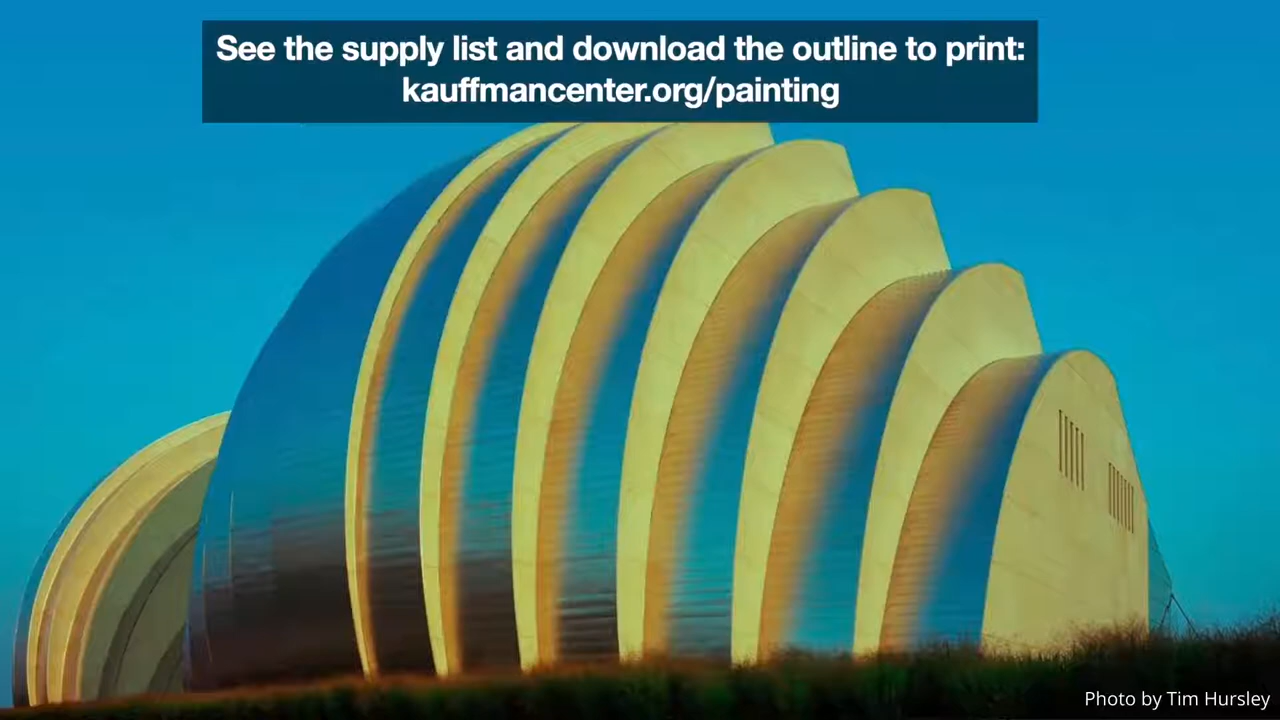 See the supply list and download the outline to print:
kauffmancenter.org/painting
Photo by Tim Hursley